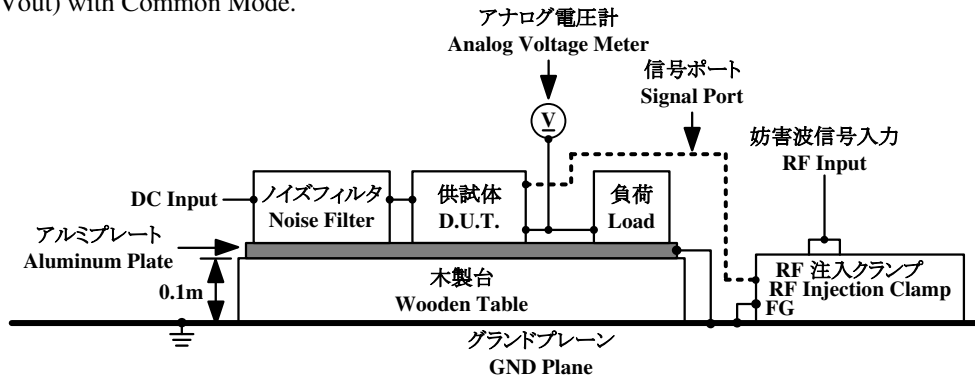 Vout) with Common Mode.
アナログ電圧計
Analog Voltage Meter
信号ポート
Signal Port
V
妨害波信号入力
RF Input
DC Input
ノイズフィルタ
Noise Filter
供試体
D.U.T.
負荷
Load
アルミプレート
Aluminum Plate
0.1m
木製台
Wooden Table
RF 注入クランプ
RF Injection Clamp
FG
グランドプレーン
GND Plane